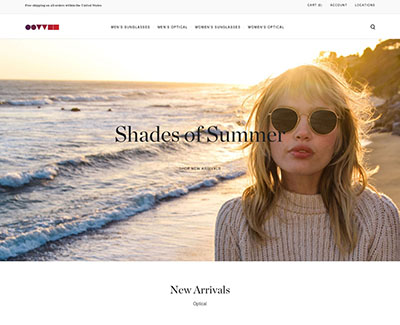 Free shipping on all orders within the United States
CART (0) ACCOUNT LOCATIONS
MEN'S SUNGLASSES MEN'S OPTICAL WOMEN'S SUNGLASSES WOMEN'S OPTICAL
Shades of Summer
SHOP NEW ARRIVALS
New Arrivals
Optical